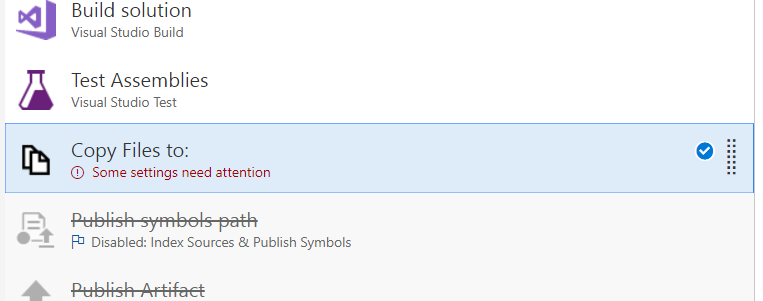 Build solution
Visual Studio Build
Test Assemblies
Visual Studio Test
Copy Files to:
Some settings need attention
Publish symbols path
Disabled: Index Sources & Publish Symbols
Publish Artifact